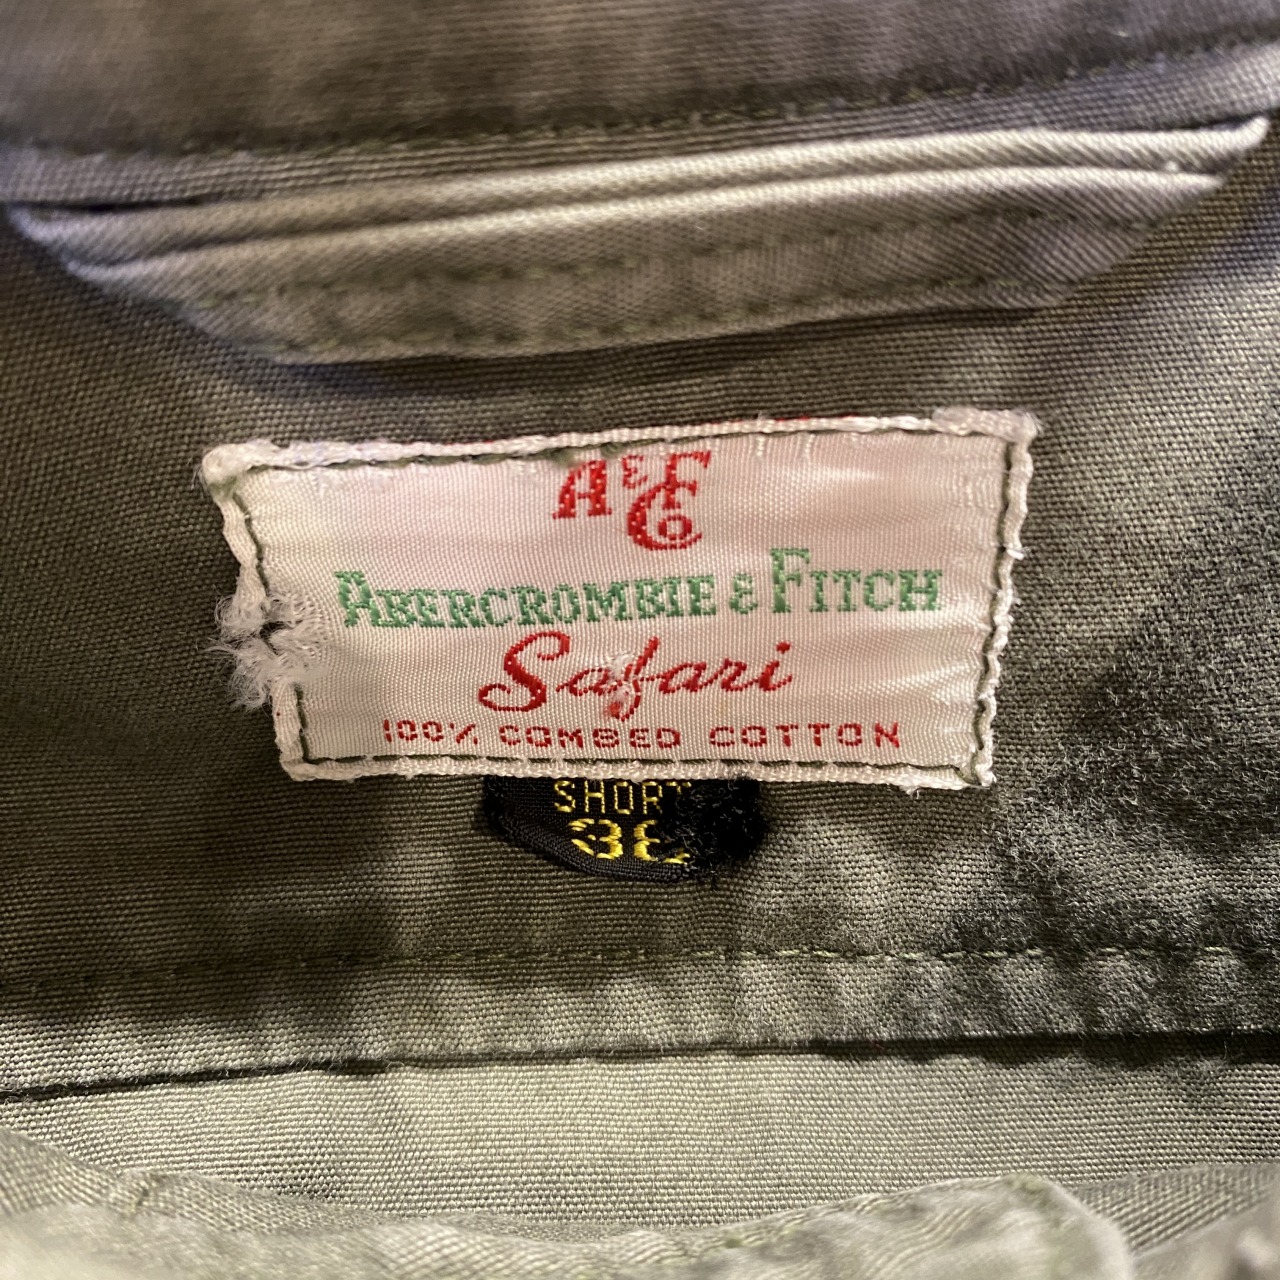 A&F Co
ABERCROMBIE & FITCH
Safari
100% COMBED COTTON
SHORT